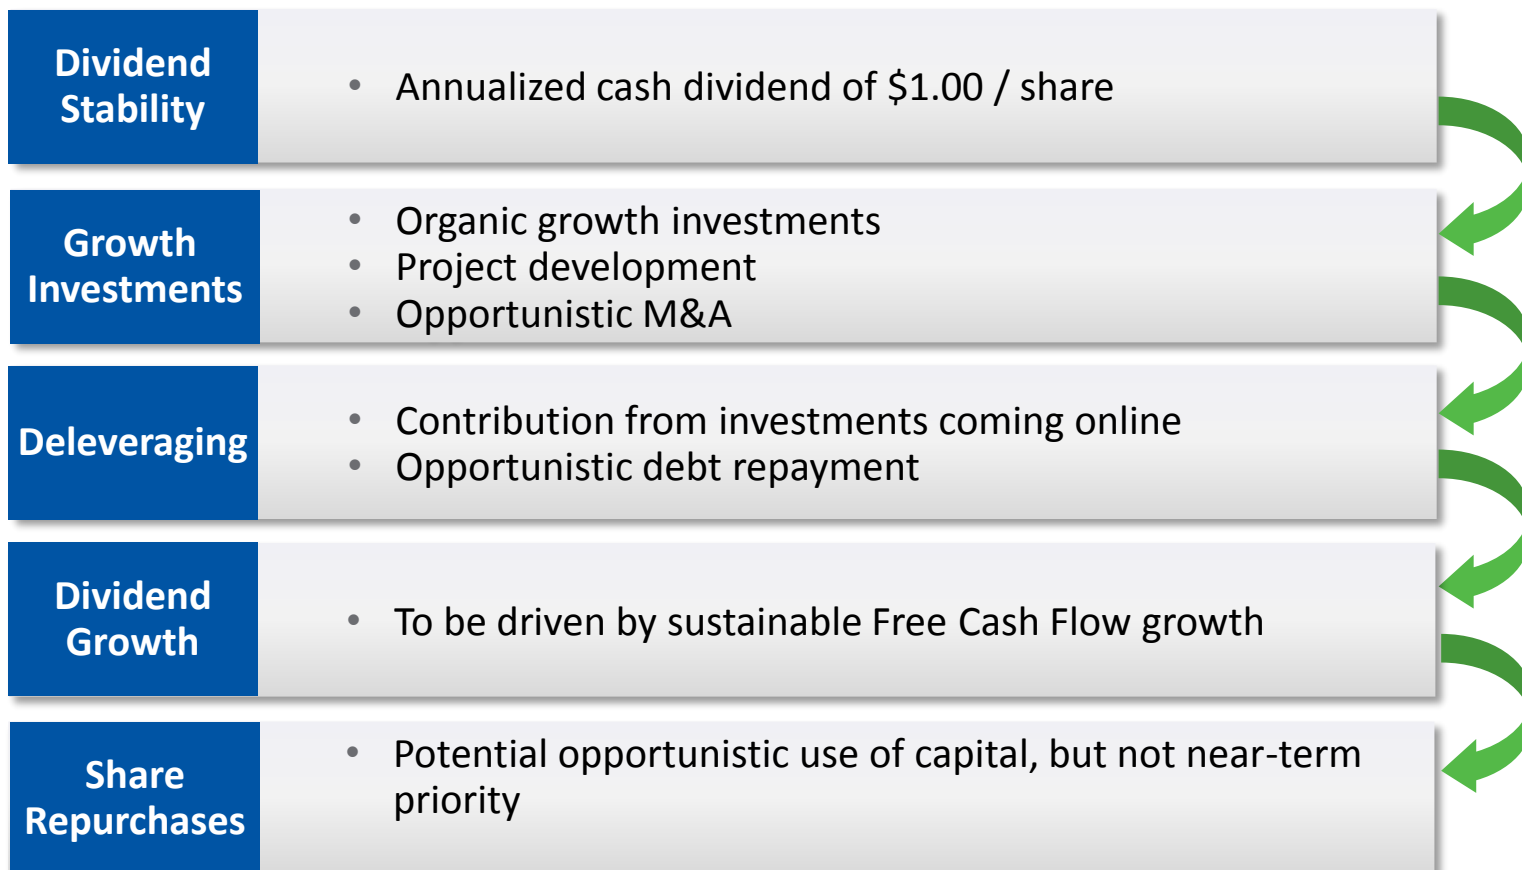 Dividend
Stability
• Annualized cash dividend of $1.00 / share
Growth
Investments
• Organic growth investments
• Project development
• Opportunistic M&A
Deleveraging
• Contribution from investments coming online
• Opportunistic debt repayment
Dividend
Growth
• To be driven by sustainable Free Cash Flow growth
Share
Repurchases
• Potential opportunistic use of capital, but not near-term
priority